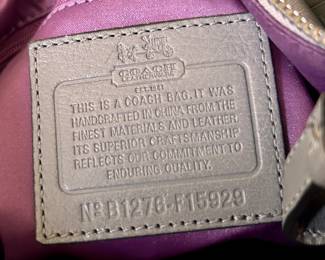 COACH
EST. 1941
THIS IS A COACH BAG. IT WAS
HANDCRAFTED IN CHINA FROM THE
FINEST MATERIALS AND LEATHER
ITS SUPERIOR CRAFTSMANSHIP
REFLECTS OUR COMMITMENT TO
ENDURING QUALITY.
Nº B1276-F15929